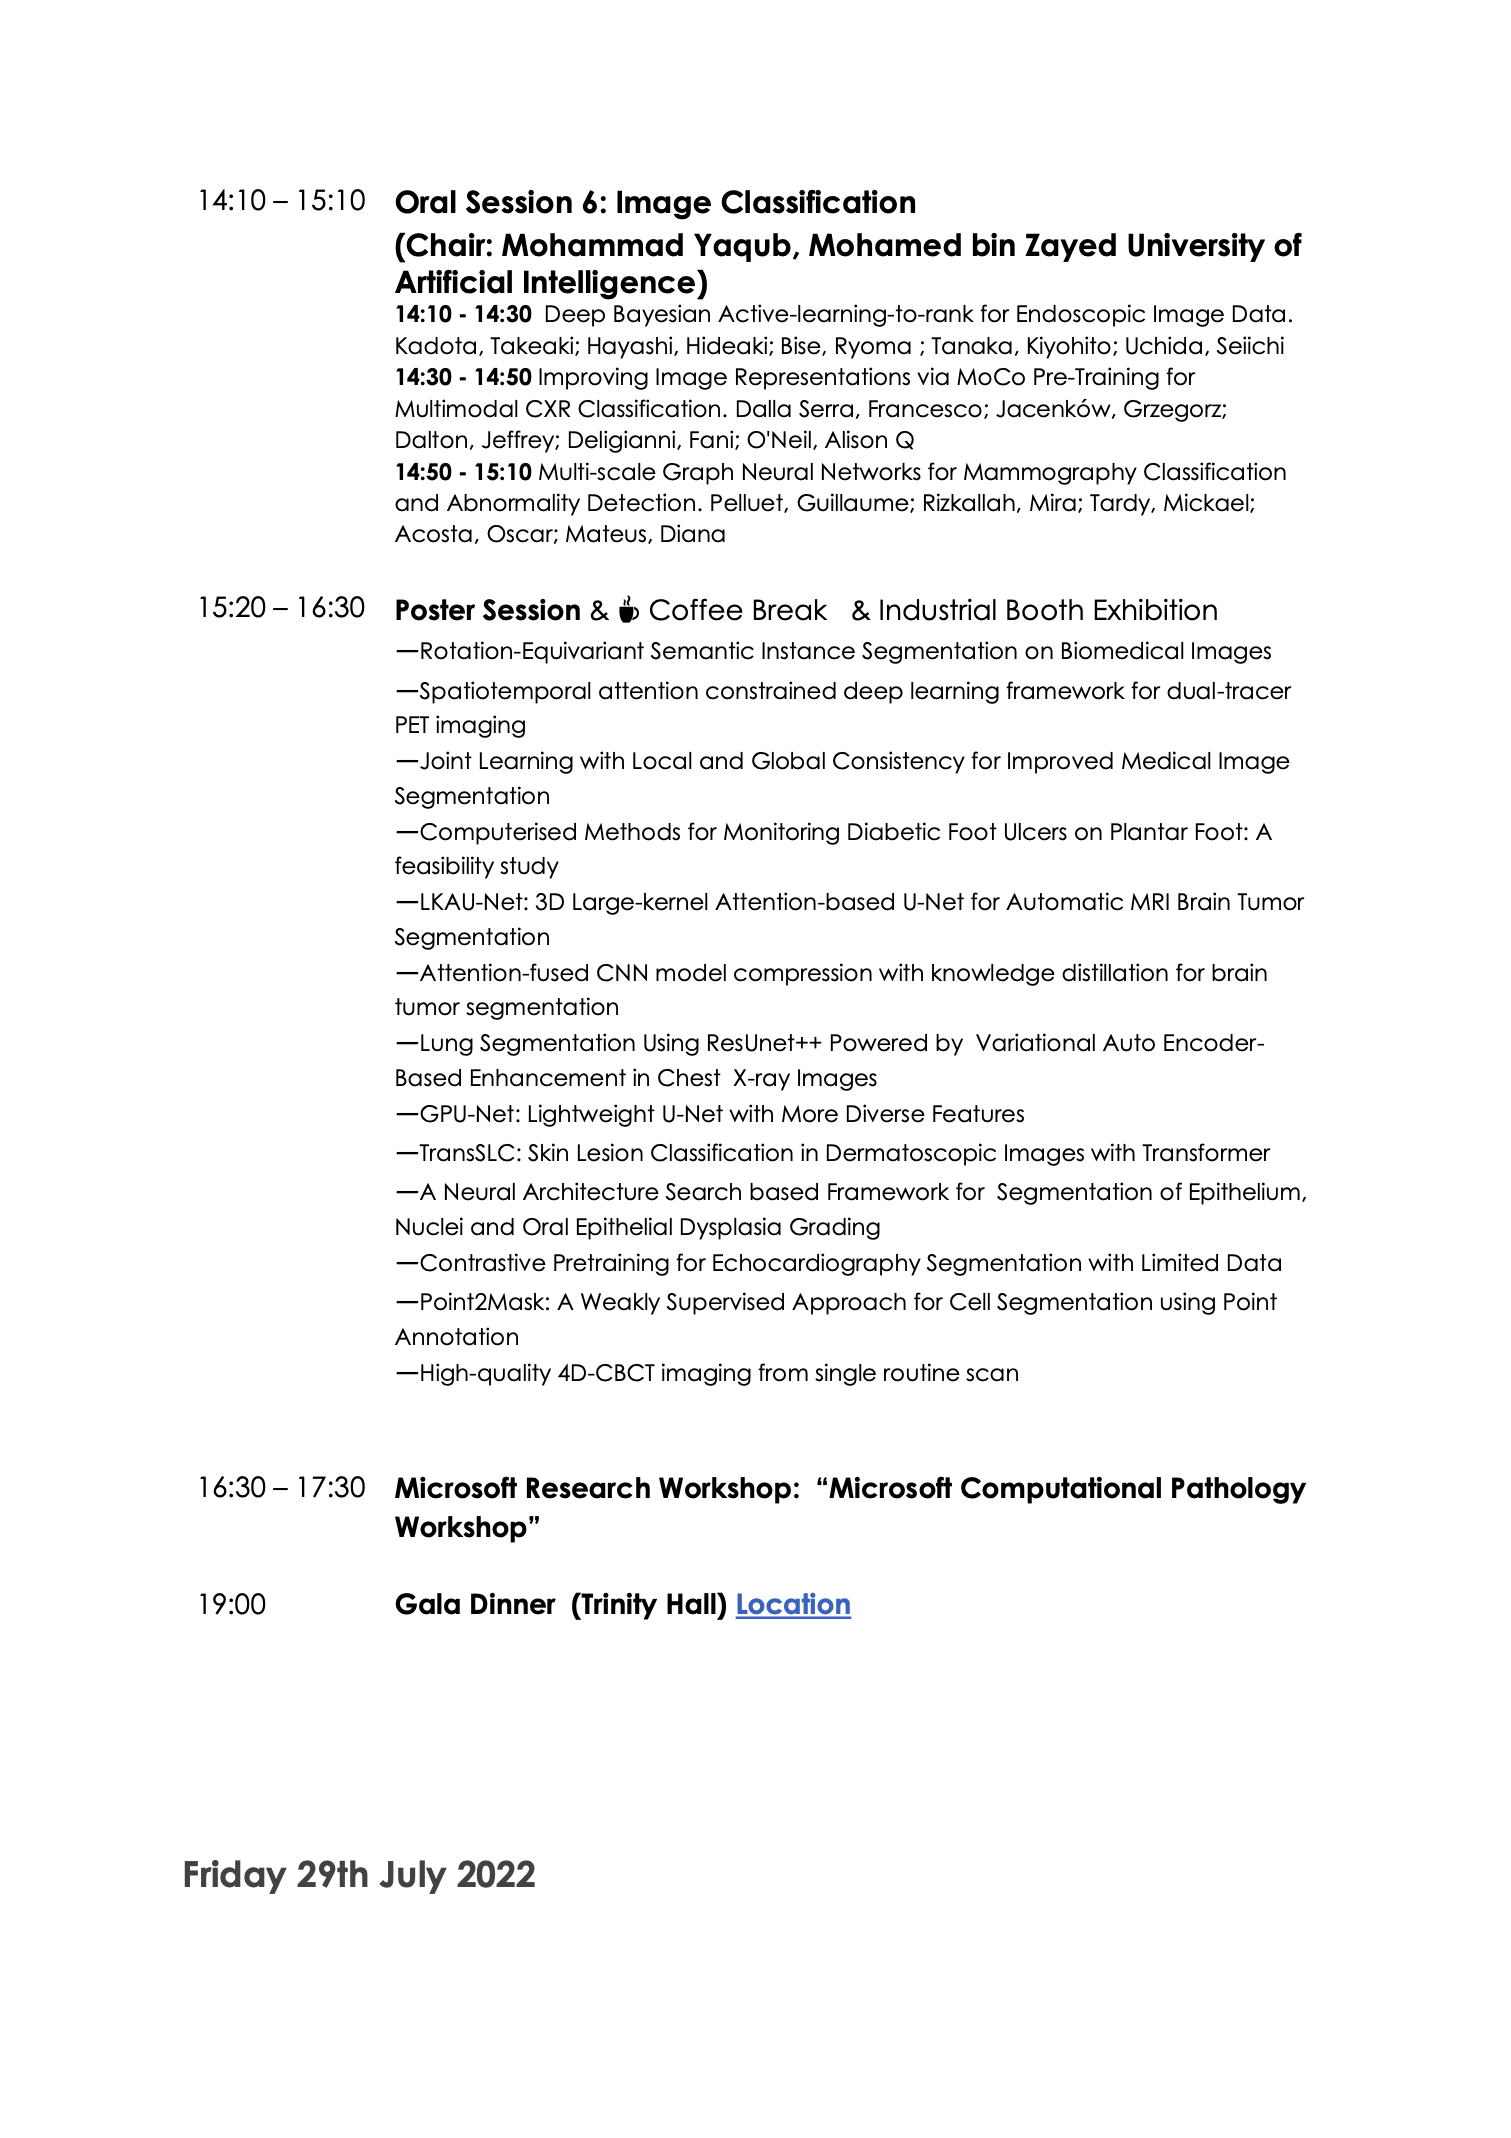 14:10 – 15:10 Oral Session 6: Image Classification
(Chair: Mohammad Yaqub, Mohamed bin Zayed University of
Artificial Intelligence)
14:10 - 14:30  Deep Bayesian Active-learning-to-rank for Endoscopic Image Data.
Kadota, Takeaki; Hayashi, Hideaki; Bise, Ryoma ; Tanaka, Kiyohito; Uchida, Seiichi
14:30 - 14:50 Improving Image Representations via MoCo Pre-Training for
Multimodal CXR Classification. Dalla Serra, Francesco; Jacenków, Grzegorz;
Dalton, Jeffrey; Deligianni, Fani; O'Neil, Alison Q
14:50 - 15:10 Multi-scale Graph Neural Networks for Mammography Classification
and Abnormality Detection. Pelluet, Guillaume; Rizkallah, Mira; Tardy, Mickael;
Acosta, Oscar; Mateus, Diana
15:20 – 16:30 Poster Session & ☕ Coffee Break   & Industrial Booth Exhibition
—Rotation-Equivariant Semantic Instance Segmentation on Biomedical Images
—Spatiotemporal attention constrained deep learning framework for dual-tracer
PET imaging
—Joint Learning with Local and Global Consistency for Improved Medical Image
Segmentation
—Computerised Methods for Monitoring Diabetic Foot Ulcers on Plantar Foot: A
feasibility study
—LKAU-Net: 3D Large-kernel Attention-based U-Net for Automatic MRI Brain Tumor
Segmentation
—Attention-fused CNN model compression with knowledge distillation for brain
tumor segmentation
—Lung Segmentation Using ResUnet++ Powered by  Variational Auto Encoder-
Based Enhancement in Chest  X-ray Images
—GPU-Net: Lightweight U-Net with More Diverse Features
—TransSLC: Skin Lesion Classification in Dermatoscopic Images with Transformer
—A Neural Architecture Search based Framework for  Segmentation of Epithelium,
Nuclei and Oral Epithelial Dysplasia Grading
—Contrastive Pretraining for Echocardiography Segmentation with Limited Data
—Point2Mask: A Weakly Supervised Approach for Cell Segmentation using Point
Annotation
—High-quality 4D-CBCT imaging from single routine scan
16:30 – 17:30 Microsoft Research Workshop:  “Microsoft Computational Pathology
Workshop”
19:00 Gala Dinner  (Trinity Hall) Location
Friday 29th July 2022